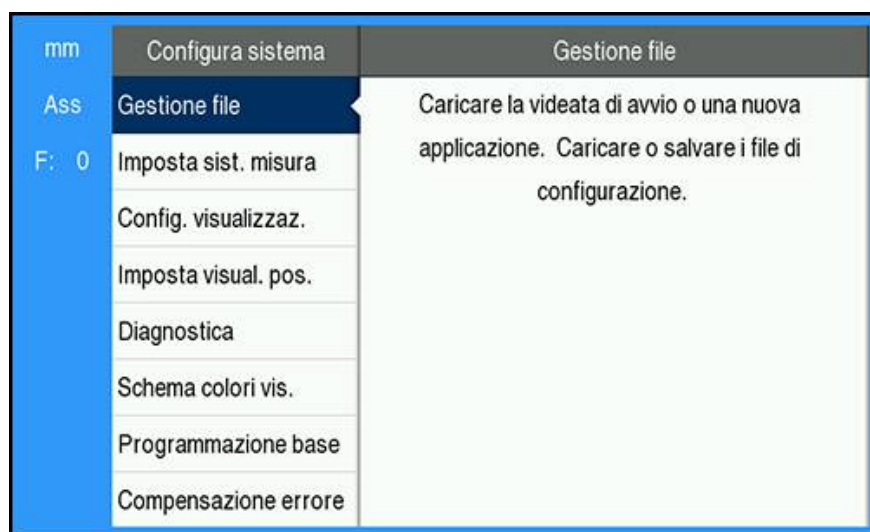 mm
Ass
F: 0
Configura sistema
Gestione file
Imposta sist. misura
Config. visualizzaz.
Imposta visual. pos.
Diagnostica
Schema colori vis.
Programmazione base
Compensazione errore
Gestione file
Caricare la videata di avvio o una nuova
applicazione. Caricare o salvare i file di
configurazione.